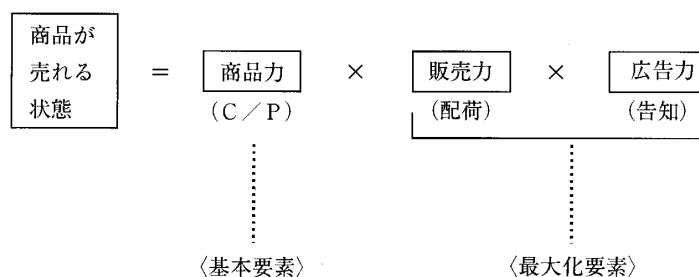 商品が
売れる
状態
= 商品力 × 販売力 × 広告力
(C/P) (配荷) (告知)
〈基本要素〉 〈最大化要素〉